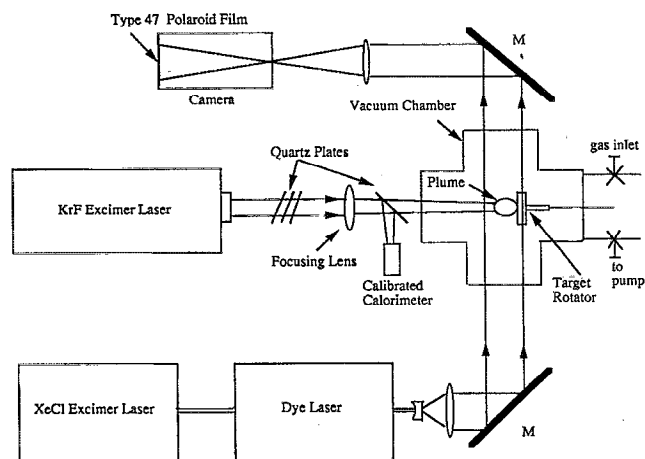 Type 47 Polaroid Film
M
Camera
Vacuum Chamber
gas inlet
Quartz Plates
Plume
KrF Excimer Laser
Focusing Lens
Calibrated
Calorimeter
Target
Rotator
to
pump
XeCl Excimer Laser
Dye Laser
M